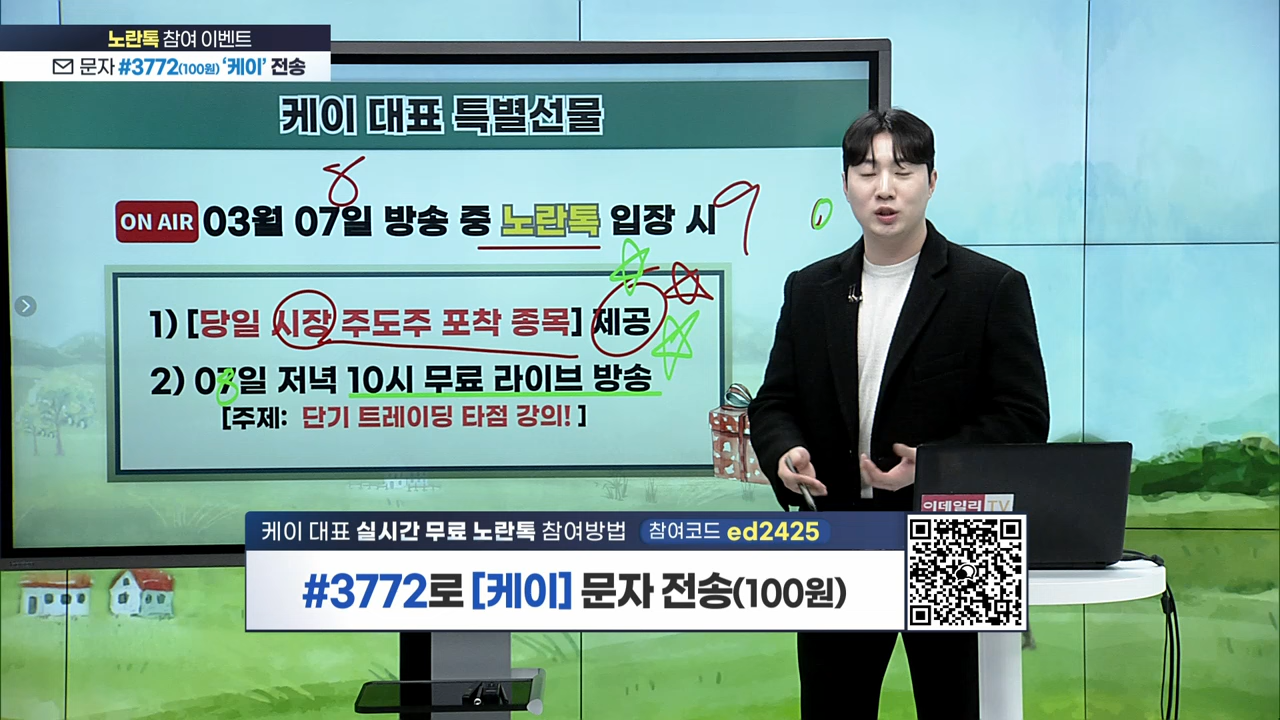 노란톡 참여 이벤트
문자 #3772(100원) '케이' 전송
케이 대표 특별선물
8
ON AIR 03월 07일 방송 중 노란톡 입장 시
9
0
1) [당일 시장 주도주 포착 종목] 제공
2) 07일 저녁 10시 무료 라이브 방송
8
[주제: 단기 트레이딩 타점 강의! ]
이데일리 TV
케이 대표 실시간 무료 노란톡 참여방법 참여코드 ed2425
#3772로 [케이] 문자 전송(100원)